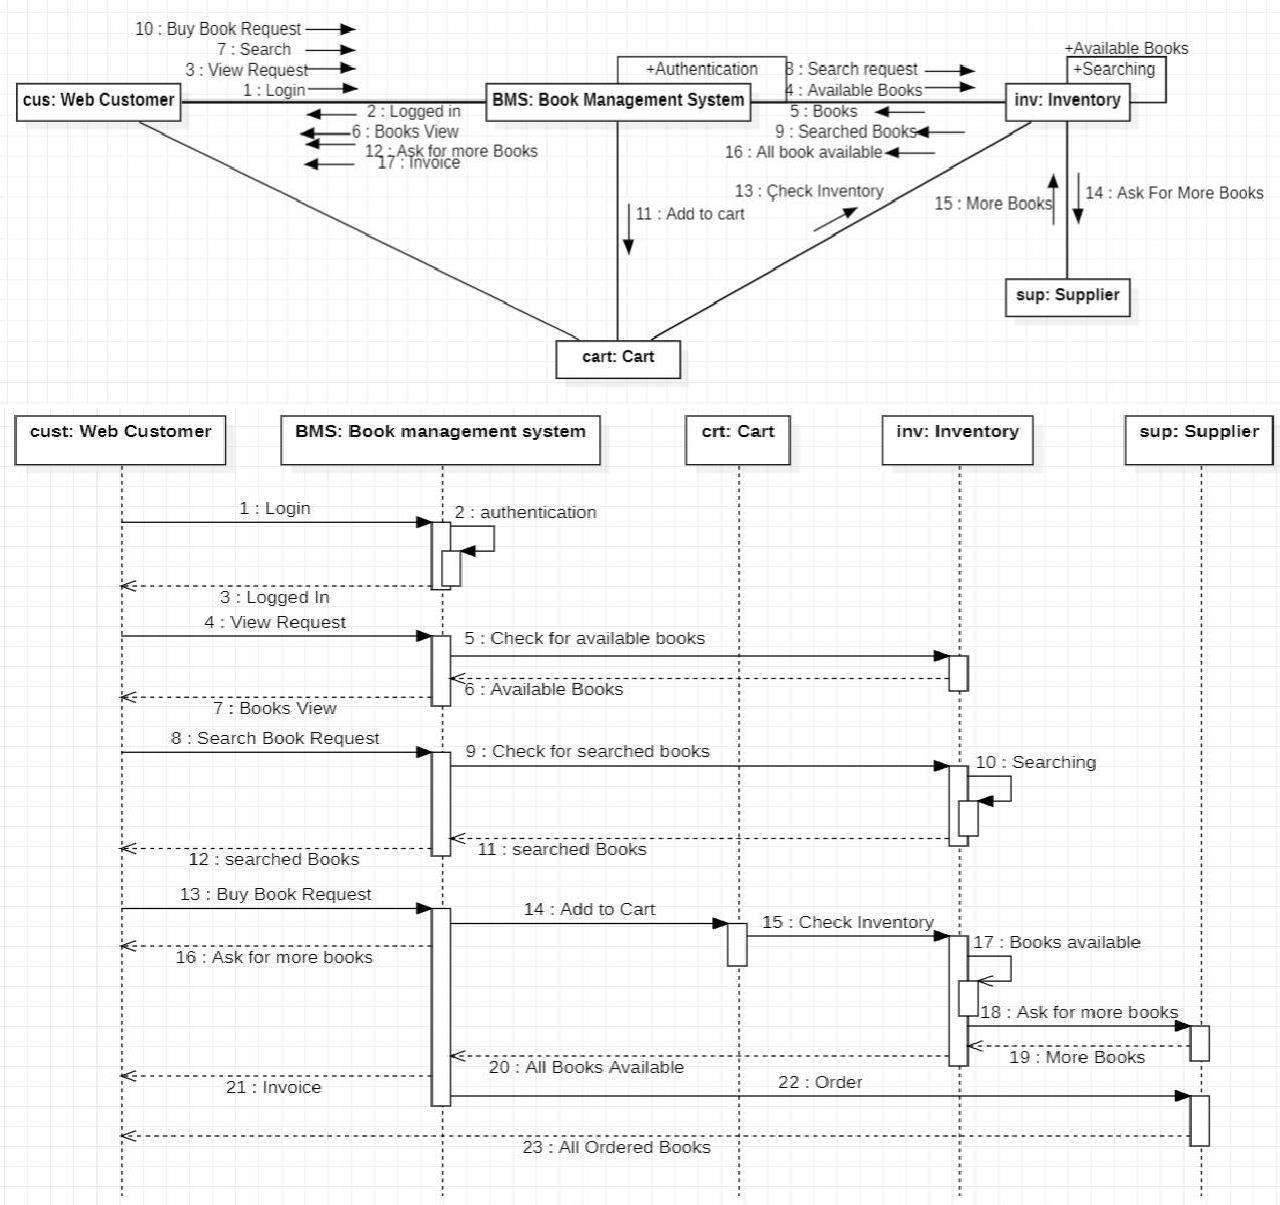 10 : Buy Book Request
7 : Search
3 : View Request
1 : Login
+Authentication
8 : Search request
4 : Available Books
+Available Books
+Searching
cus: Web Customer
BMS: Book Management System
inv: Inventory
2 : Logged in
6 : Books View
12 : Ask for more Books
17 : Invoice
5 : Books
9 : Searched Books
16 : All book available
13 : Check Inventory
11 : Add to cart
15 : More Books
14 : Ask For More Books
sup: Supplier
cart: Cart
cust: Web Customer
BMS: Book management system
crt: Cart
inv: Inventory
sup: Supplier
1 : Login
2 : authentication
3 : Logged In
4 : View Request
5 : Check for available books
6 : Available Books
7 : Books View
8 : Search Book Request
9 : Check for searched books
10 : Searching
11 : searched Books
12 : searched Books
13 : Buy Book Request
14 : Add to Cart
15 : Check Inventory
16 : Ask for more books
17 : Books available
18 : Ask for more books
19 : More Books
20 : All Books Available
21 : Invoice
22 : Order
23 : All Ordered Books